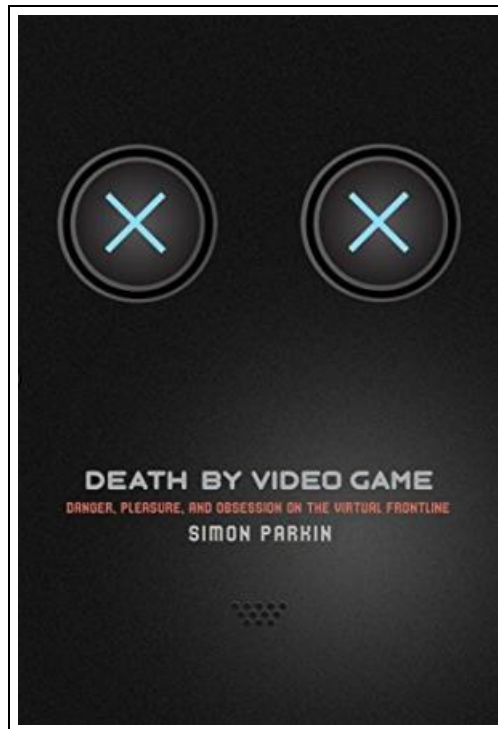 DEATH BY VIDEO GAME
DANGER, PLEASURE, AND OBSESSION ON THE VIRTUAL FRONTLINE
SIMON PARKIN